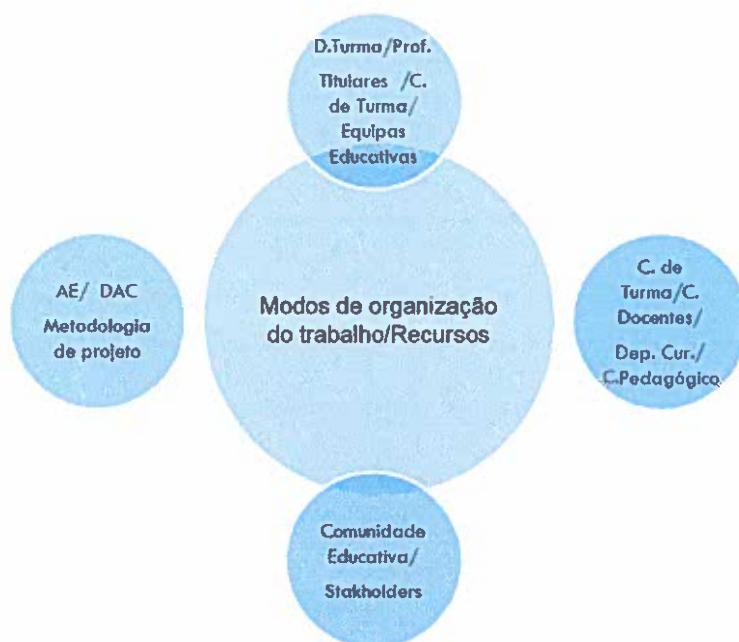 D.Turma/Prof.
Titulares /C.
de Turma/
Equipas
Educativas
AE/ DAC
Metodologia
de projeto
Modos de organização
do trabalho/Recursos
C. de
Turma/C.
Docentes/
Dep. Cur./
C.Pedagógico
Comunidade
Educativa/
Stakholders